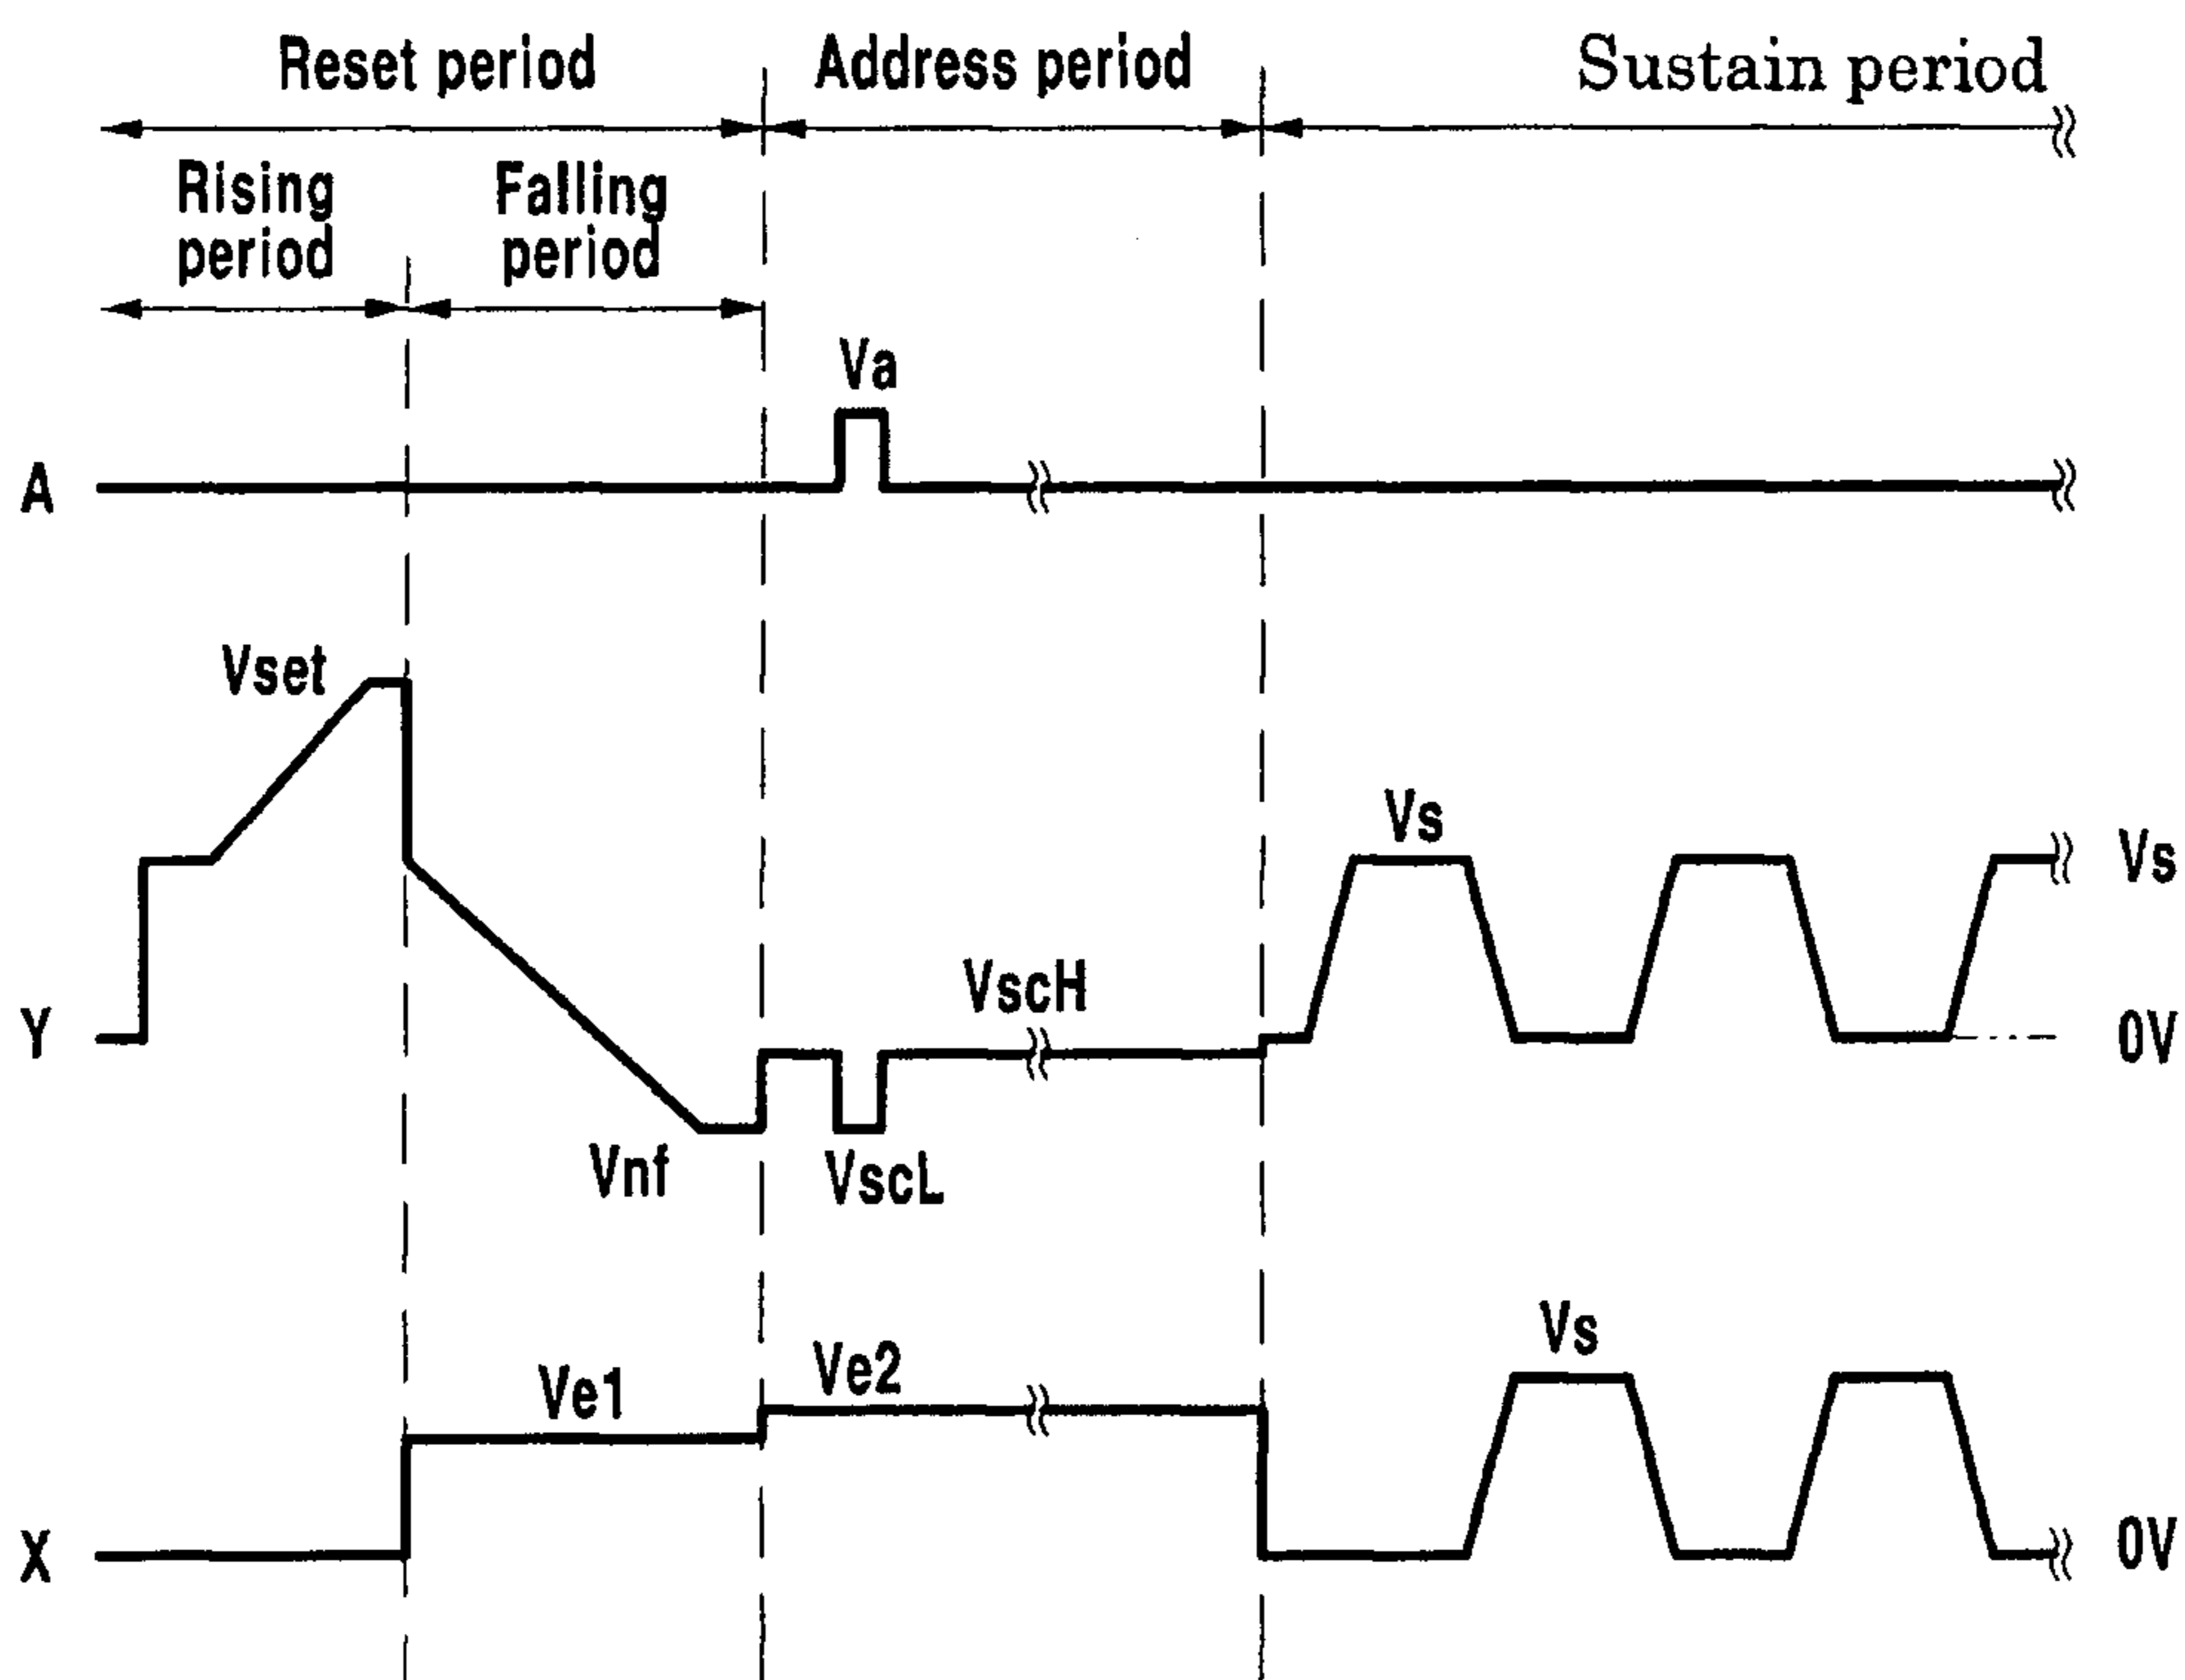 Reset period
Address period
Sustain period
Rising
period
Falling
period
Va
A
Vset
Vs
Vs
VscH
Y
0V
Vnf
VscL
Vs
Ve2
Ve1
X
0V